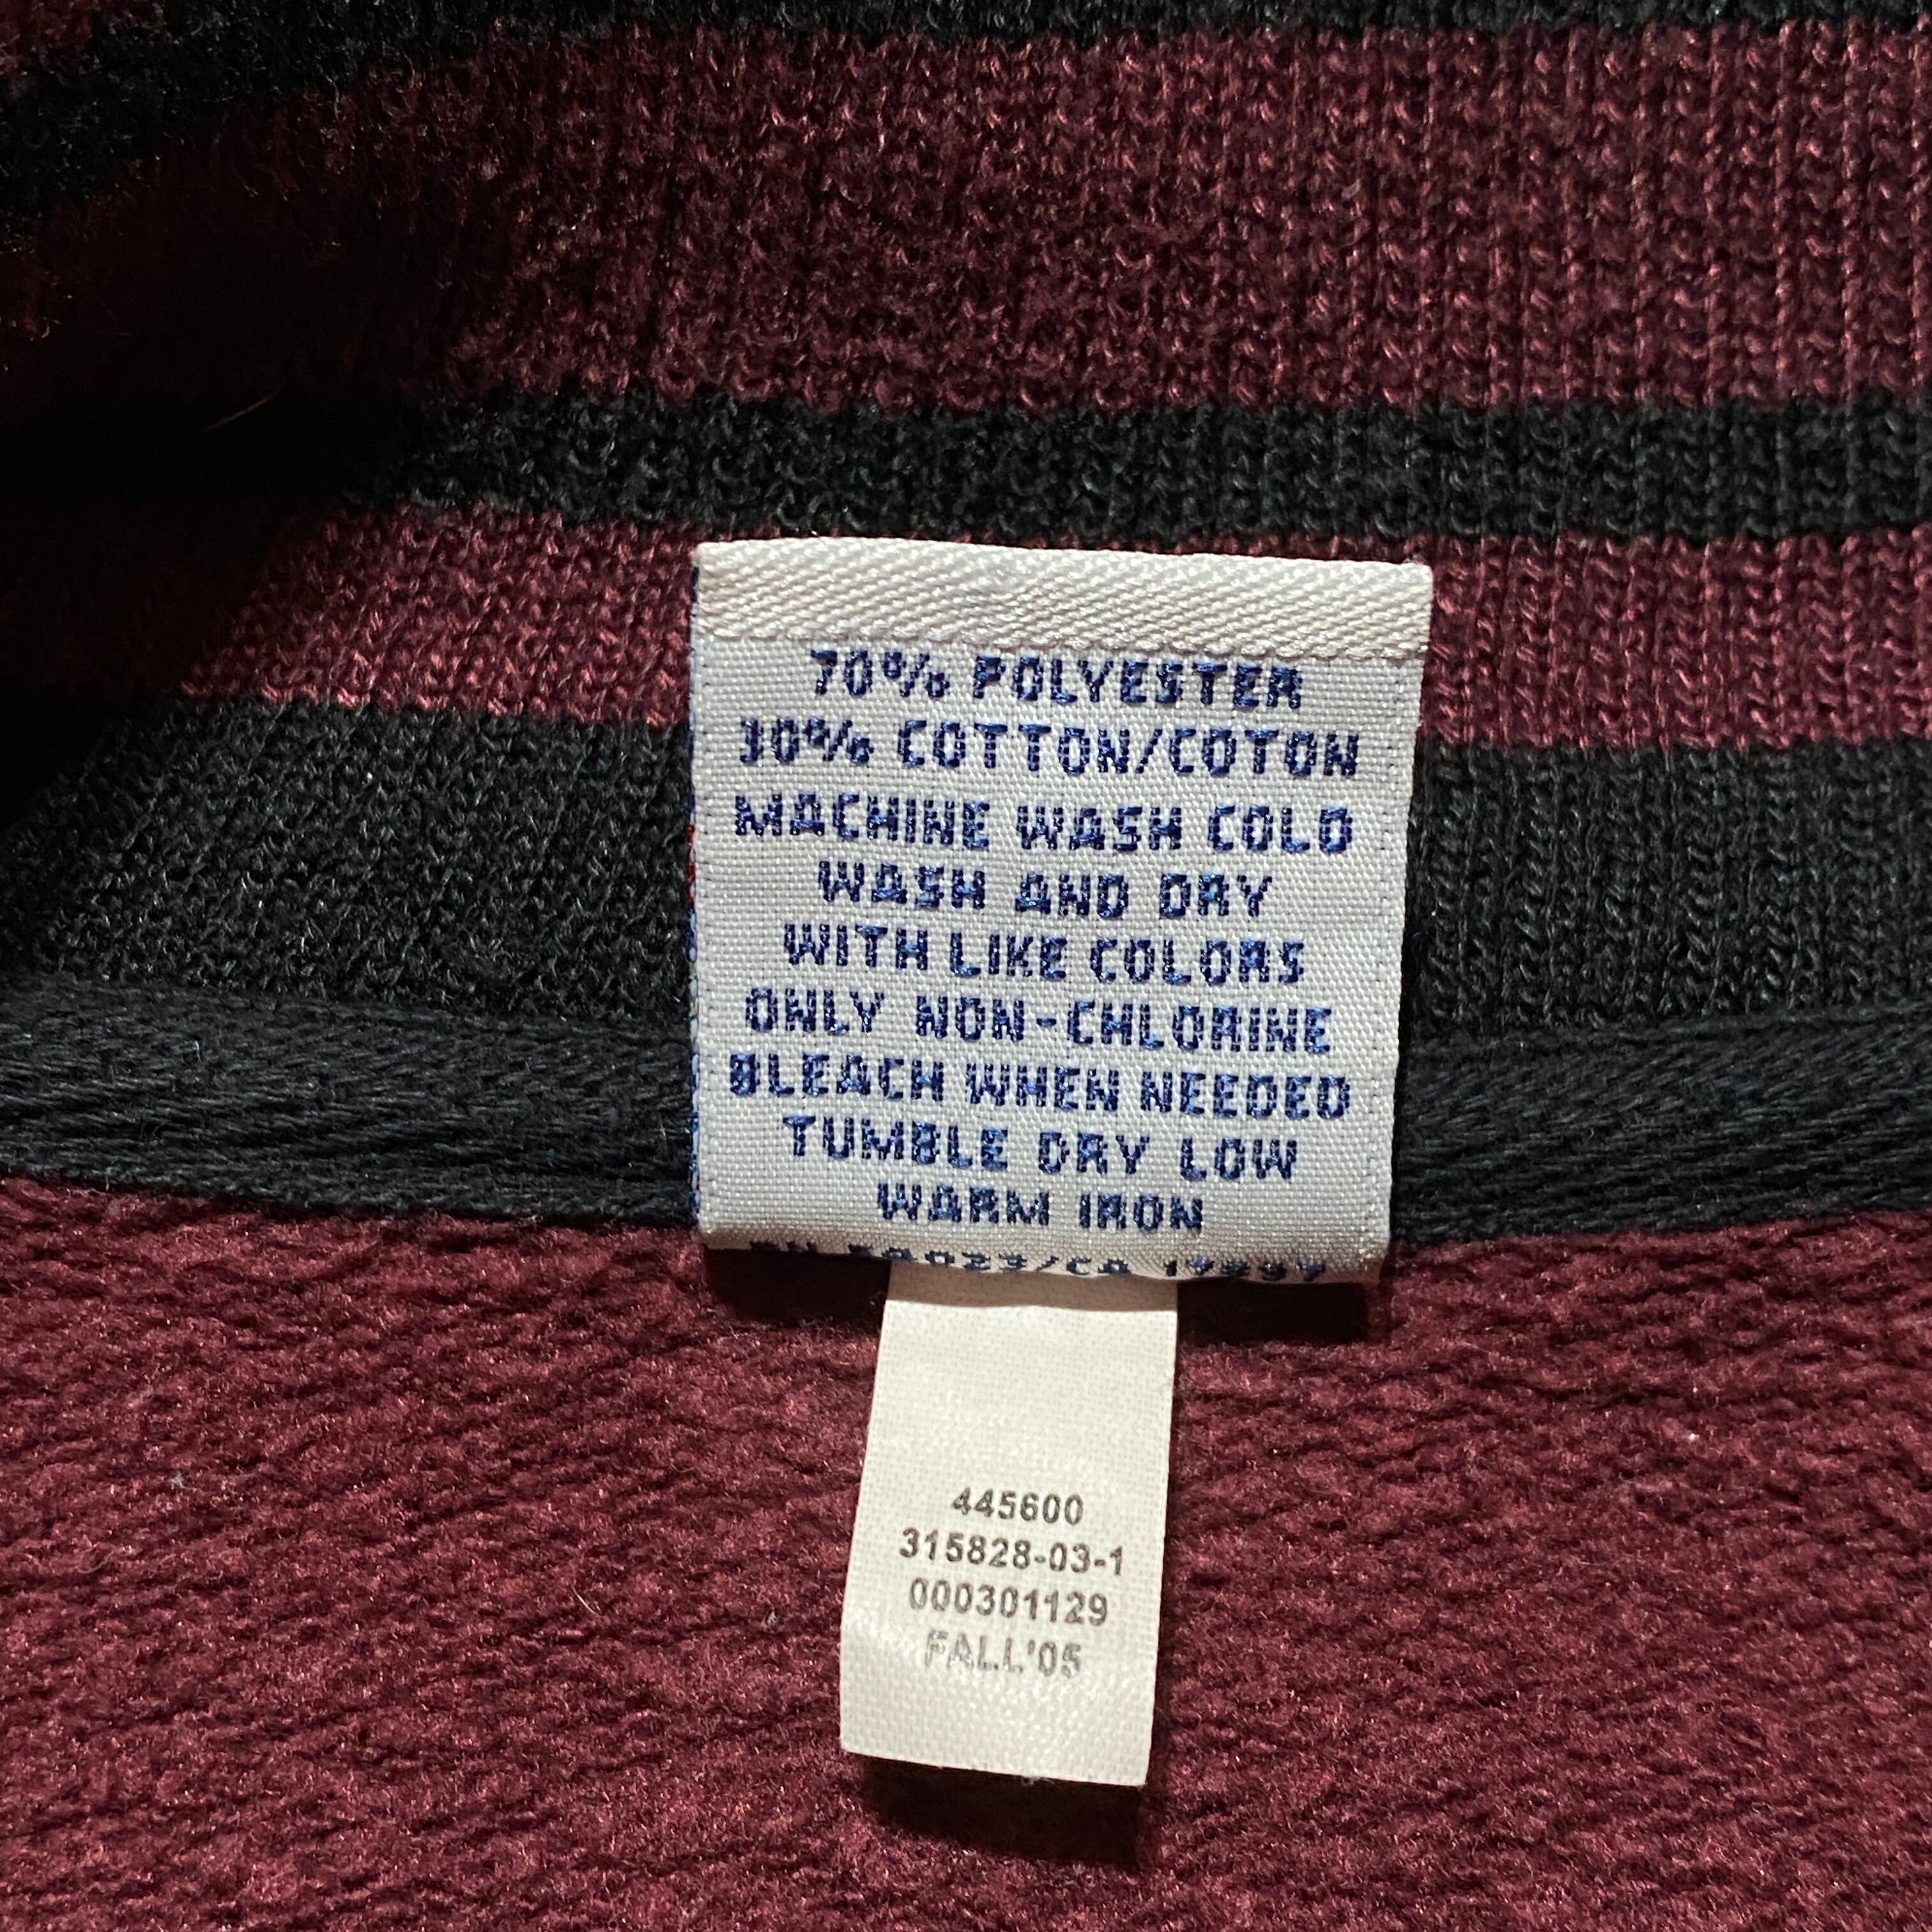 70% POLYESTER
30% COTTON/COTON
MACHINE WASH COLD
WASH AND DRY
WITH LIKE COLORS
ONLY NON-CHLORINE
BLEACH WHEN NEEDED
TUMBLE DRY LOW
WARM IRON
445600
315828-03-1
000301129
FALL'05